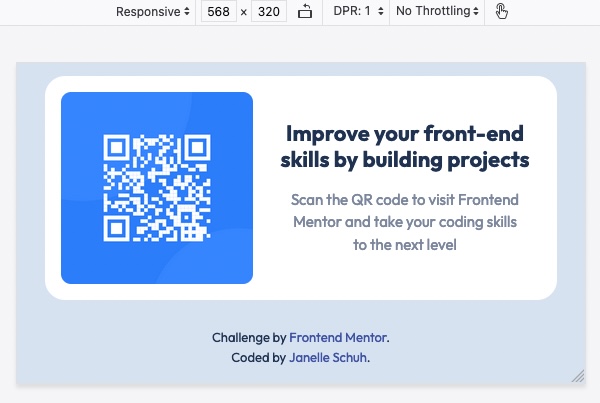 Responsive 568 × 320 DPR: 1 No Throttling
Improve your front-end
skills by building projects
Scan the QR code to visit Frontend
Mentor and take your coding skills
to the next level
Challenge by Frontend Mentor.
Coded by Janelle Schuh.